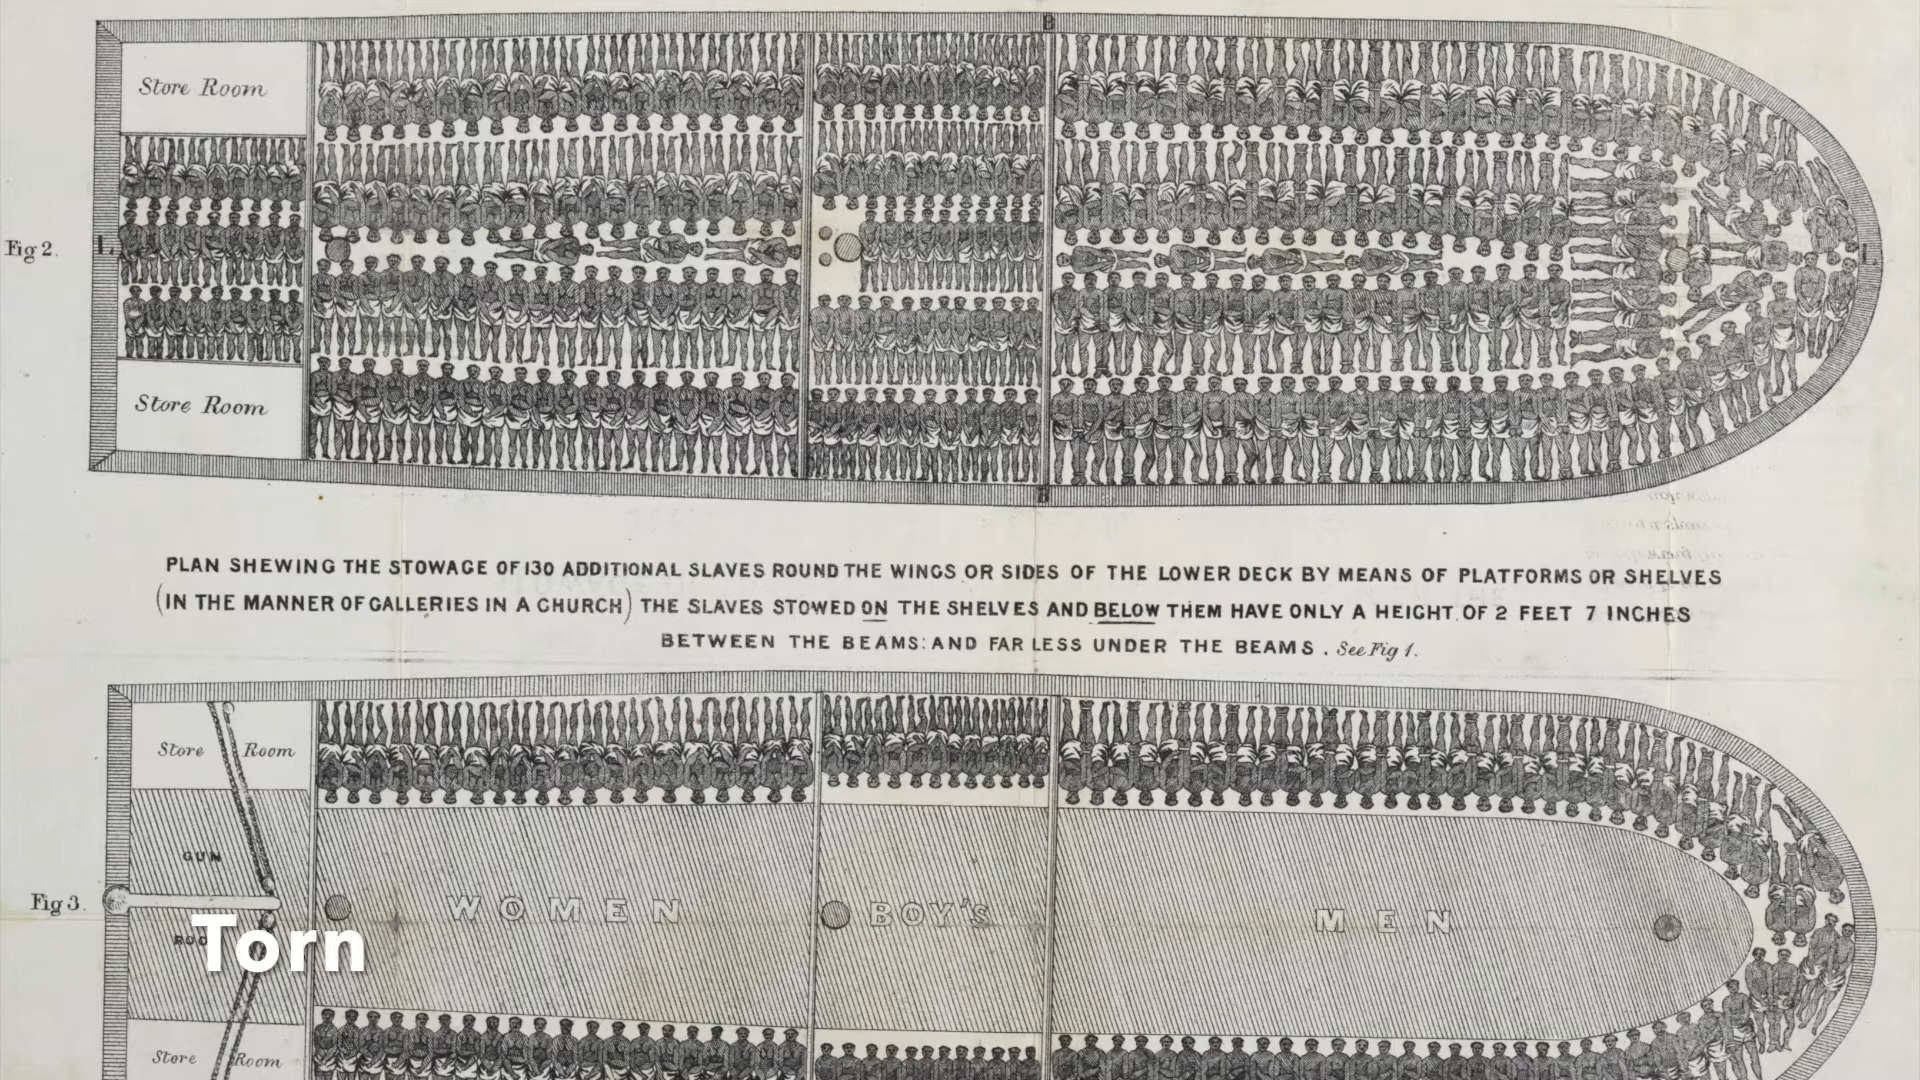 B
Store Room
Fig 2.
L
L
Store Room
B
PLAN SHEWING THE STOWAGE OF 130 ADDITIONAL SLAVES ROUND THE WINGS OR SIDES OF THE LOWER DECK BY MEANS OF PLATFORMS OR SHELVES
(IN THE MANNER OF GALLERIES IN A CHURCH) THE SLAVES STOWED ON THE SHELVES AND BELOW THEM HAVE ONLY A HEIGHT OF 2 FEET 7 INCHES
BETWEEN THE BEAMS: AND FAR LESS UNDER THE BEAMS. See Fig 1.
Store Room
GUN
Fig 3.
WOMEN
BOY'S
MEN
Torn
Store Room